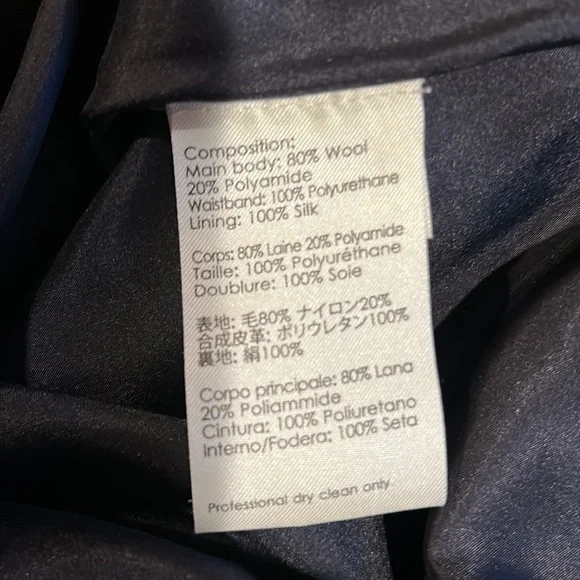 Composition:
Main body: 80% Wool
20% Polyamide
Waistband: 100% Polyurethane
Lining: 100% Silk
Corps: 80% Laine 20% Polyamide
Taille: 100% Polyuréthane
Doublure: 100% Soie
表地: 毛80% ナイロン20%
合成皮革: ポリウレタン100%
裏地: 絹100%
Corpo principale: 80% Lana
20% Poliammide
Cintura: 100% Poliuretano
Interno/Fodera: 100% Seta
Professional dry clean only.